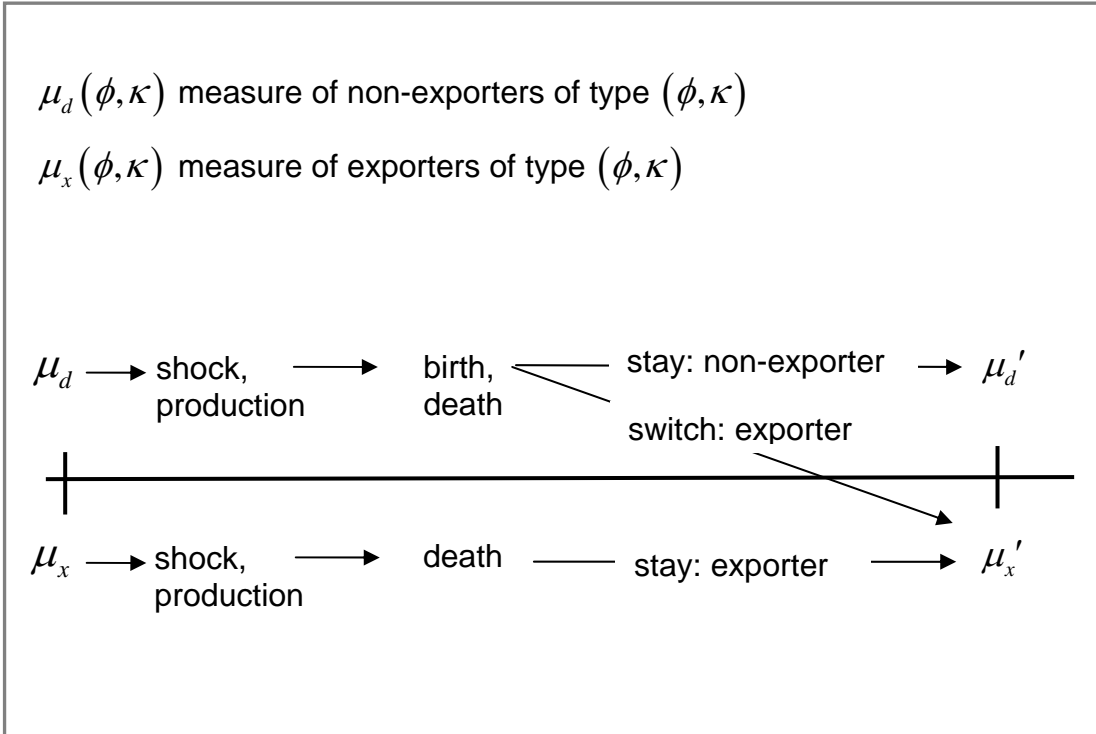 μ_d(ϕ,κ) measure of non-exporters of type (ϕ,κ)
μ_x(ϕ,κ) measure of exporters of type (ϕ,κ)
μ_d shock, production birth, death stay: non-exporter μ_d′
switch: exporter
μ_x shock, production death stay: exporter μ_x′